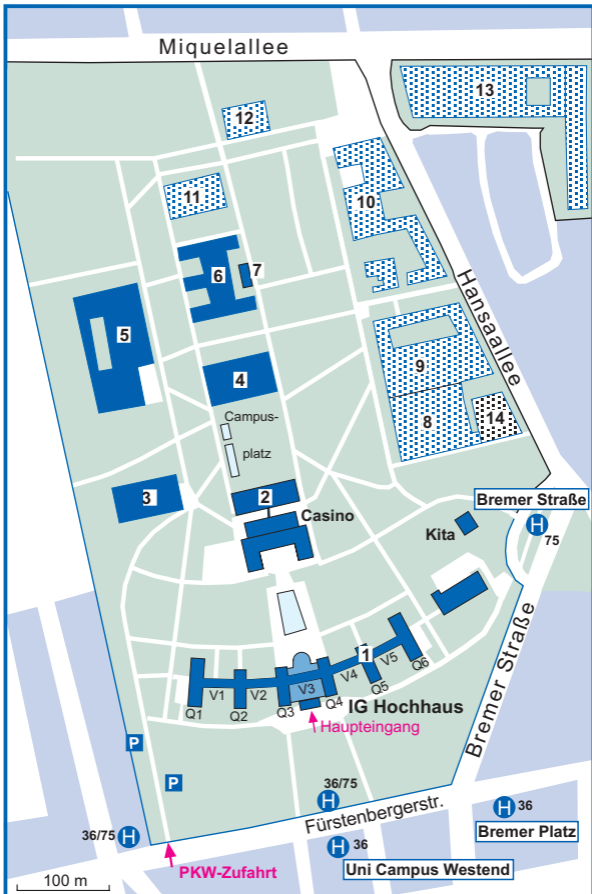 Miquelallee
13
12
10
11
6
7
Hansaallee
5
9
4
8
14
Campus-
platz
3
2
Casino
Bremer Straße
H
75
Kita
Bremer Straße
1
V1
V2
V3
V4
V5
Q1
Q2
Q3
Q4
Q5
Q6
IG Hochhaus
Haupteingang
P
P
36/75
H
Fürstenbergerstr.
H
36
Bremer Platz
36/75
H
H
36
Uni Campus Westend
PKW-Zufahrt
100 m